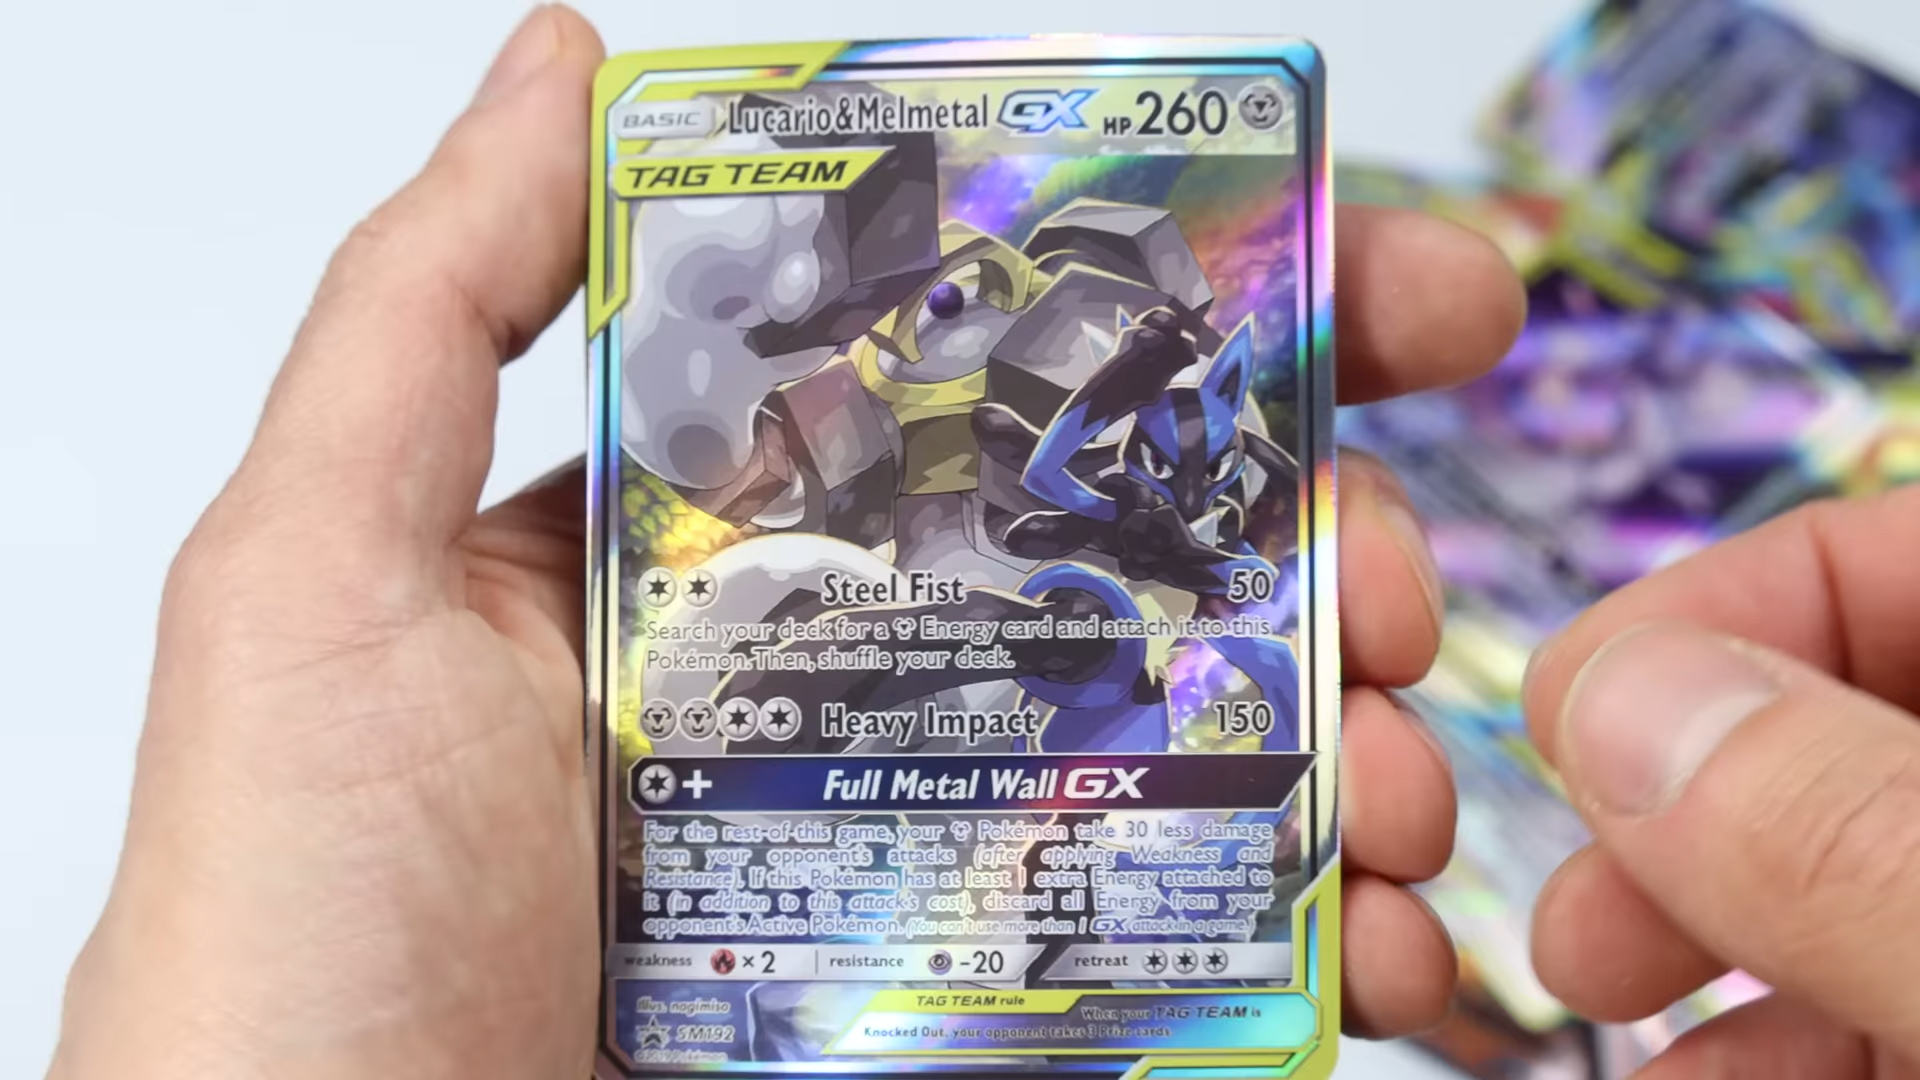 BASIC Lucario&Melmetal GX HP 260
TAG TEAM
Steel Fist 50
Search your deck for a Energy card and attach it to this
Pokémon. Then, shuffle your deck.
Heavy Impact 150
+ Full Metal Wall GX
For the rest of this game, your Pokémon take 30 less damage
from your opponent's attacks (after applying Weakness and
Resistance). If this Pokémon has at least 1 extra Energy attached to
it (in addition to this attack's cost), discard all Energy from your
opponent's Active Pokémon. (You can't use more than 1 GX attack in a game.)
weakness ×2 resistance -20 retreat
Illus. nagimiso
TAG TEAM rule When your TAG TEAM is
Knocked Out, your opponent takes 3 Prize cards
SM192
©2019 Pokémon